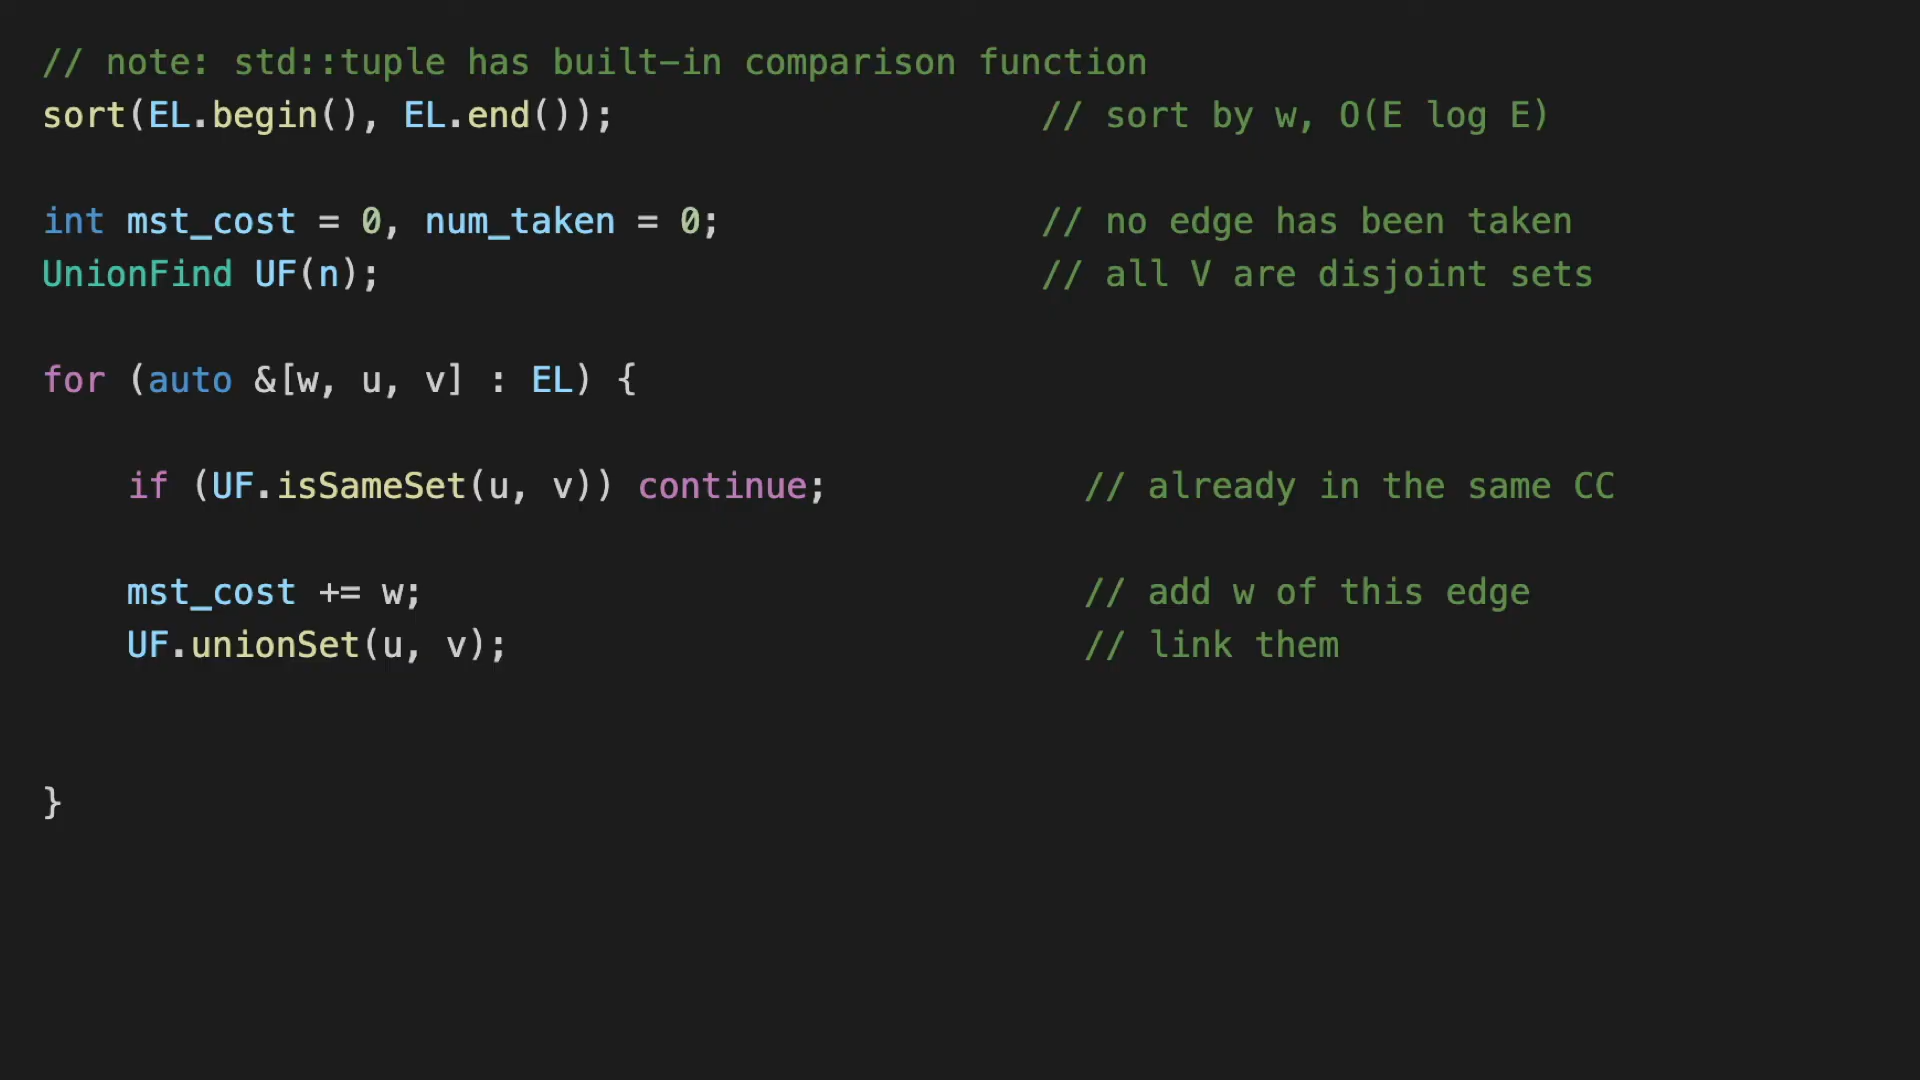 // note: std::tuple has built-in comparison function
sort(EL.begin(), EL.end());                    // sort by w, O(E log E)
int mst_cost = 0, num_taken = 0;               // no edge has been taken
UnionFind UF(n);                               // all V are disjoint sets
for (auto &[w, u, v] : EL) {
    if (UF.isSameSet(u, v)) continue;            // already in the same CC
    mst_cost += w;                               // add w of this edge
    UF.unionSet(u, v);                           // link them
}